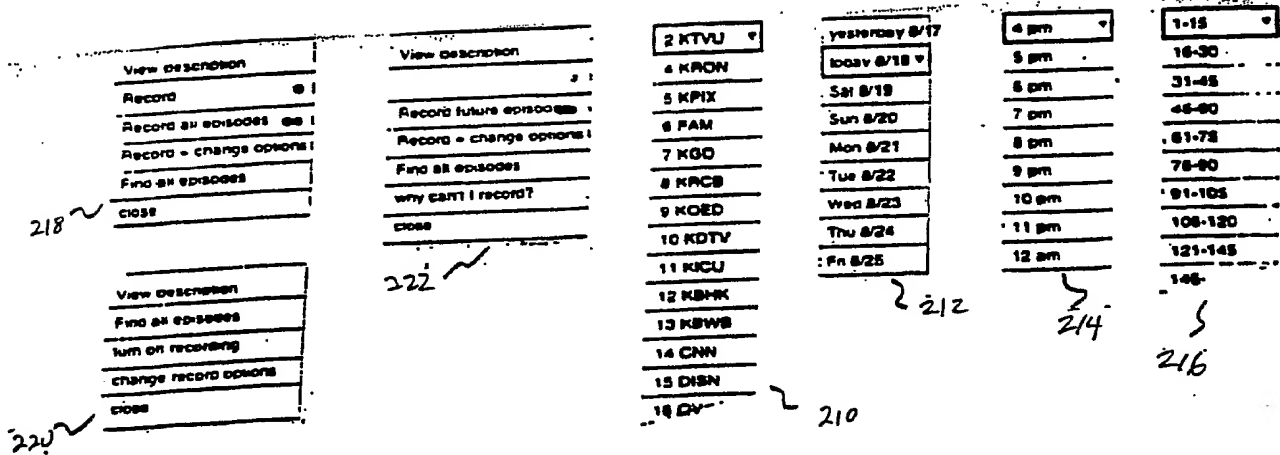 View Description
Record
Record all episodes
Record + change options
Find all episodes
close
218
View Description
Record future episodes
Record + change options
Find all episodes
why can't I record?
close
222
View Description
Find all episodes
turn on recording
change record options
close
220
2 KTVU
4 KRON
5 KPIX
6 FAM
7 KGO
8 KRCB
9 KQED
10 KDTV
11 KICU
12 KBHK
13 KBWB
14 CNN
15 DISN
16
210
yesterday 8/17
today 8/18
Sat 8/19
Sun 8/20
Mon 8/21
Tue 8/22
Wed 8/23
Thu 8/24
Fri 8/25
212
4 pm
5 pm
6 pm
7 pm
8 pm
9 pm
10 pm
11 pm
12 am
214
1-15
16-30
31-45
46-60
61-75
76-90
91-105
106-120
121-145
146-
216